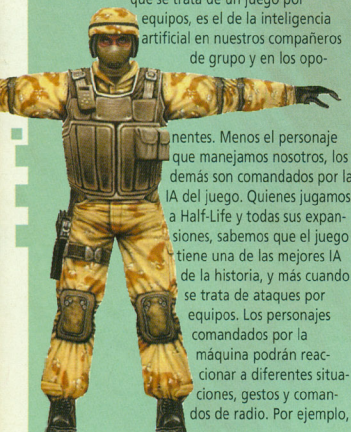 que se trata de un juego por
equipos, es el de la inteligencia
artificial en nuestros compañeros
de grupo y en los opo-
nentes. Menos el personaje
que manejamos nosotros, los
demás son comandados por la
IA del juego. Quienes jugamos
a Half-Life y todas sus expan-
siones, sabemos que el juego
tiene una de las mejores IA
de la historia, y más cuando
se trata de ataques por
equipos. Los personajes
comandados por la
máquina podrán reac-
cionar a diferentes situa-
ciones, gestos y coman-
dos de radio. Por ejemplo,